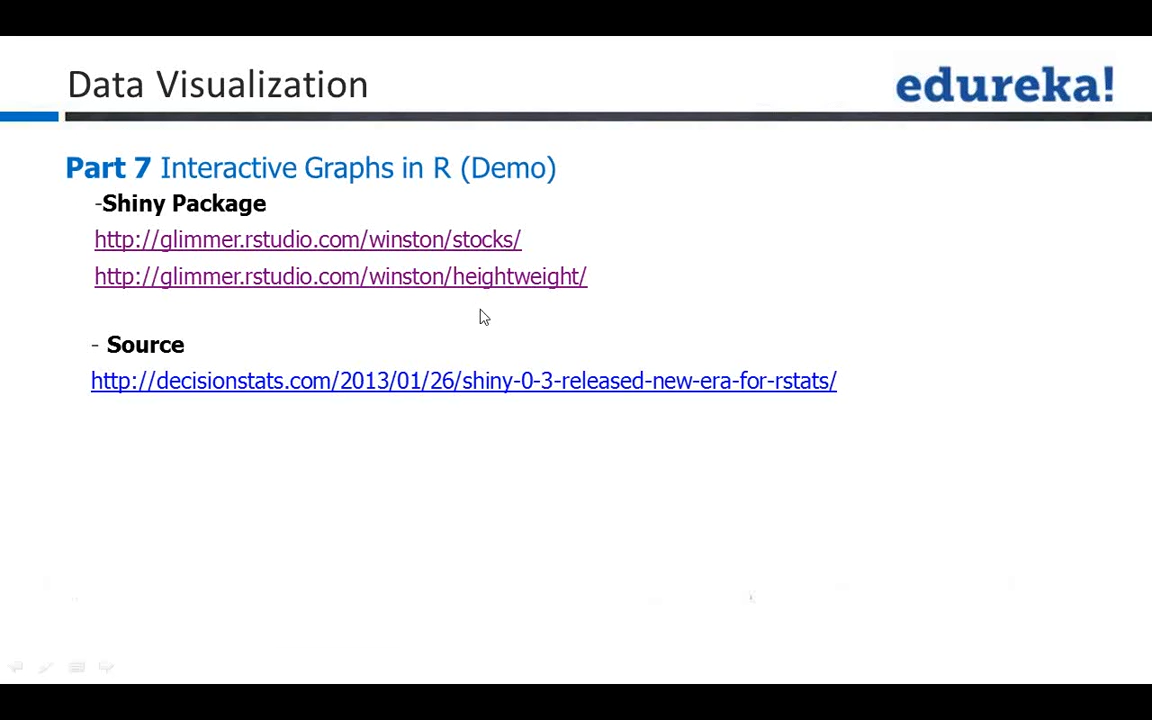 Data Visualization
edureka!
Part 7 Interactive Graphs in R (Demo)
-Shiny Package
http://glimmer.rstudio.com/winston/stocks/
http://glimmer.rstudio.com/winston/heightweight/
- Source
http://decisionstats.com/2013/01/26/shiny-0-3-released-new-era-for-rstats/